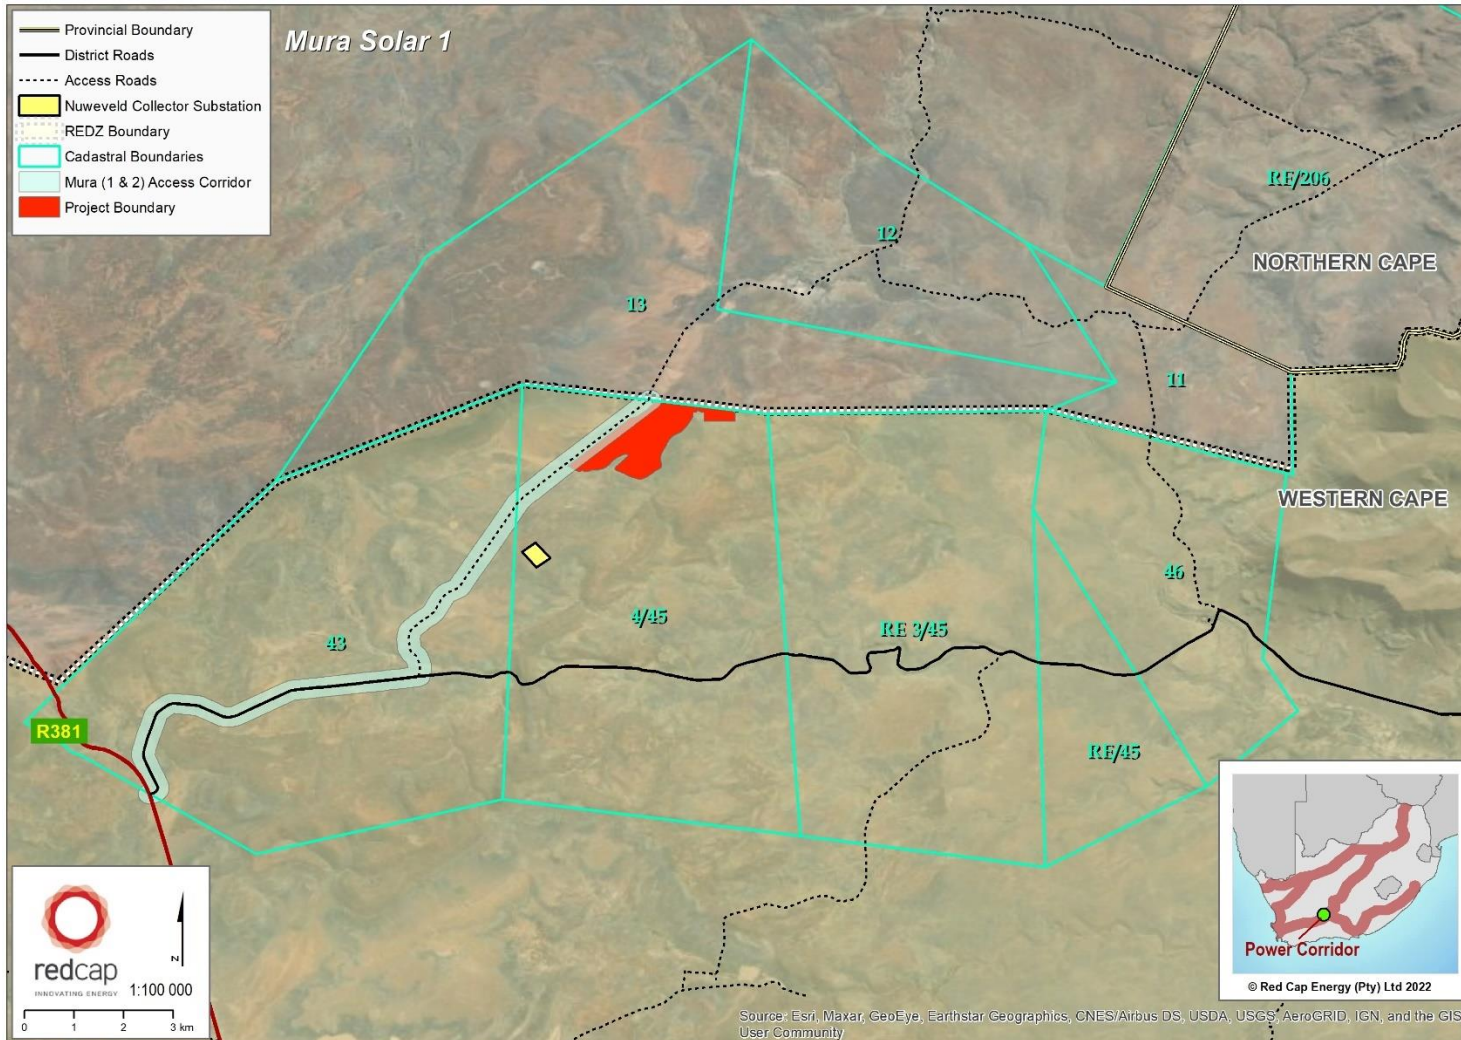 Mura Solar 1
Provincial Boundary
District Roads
Access Roads
Nuweveld Collector Substation
REDZ Boundary
Cadastral Boundaries
Mura (1 & 2) Access Corridor
Project Boundary
RE/206
12
NORTHERN CAPE
13
11
WESTERN CAPE
46
4/45
RE 3/45
43
R381
RE/45
Power Corridor
© Red Cap Energy (Pty) Ltd 2022
redcap
INNOVATING ENERGY
N
1:100 000
0 1 2 3 km
Source: Esri, Maxar, GeoEye, Earthstar Geographics, CNES/Airbus DS, USDA, USGS, AeroGRID, IGN, and the GIS
User Community